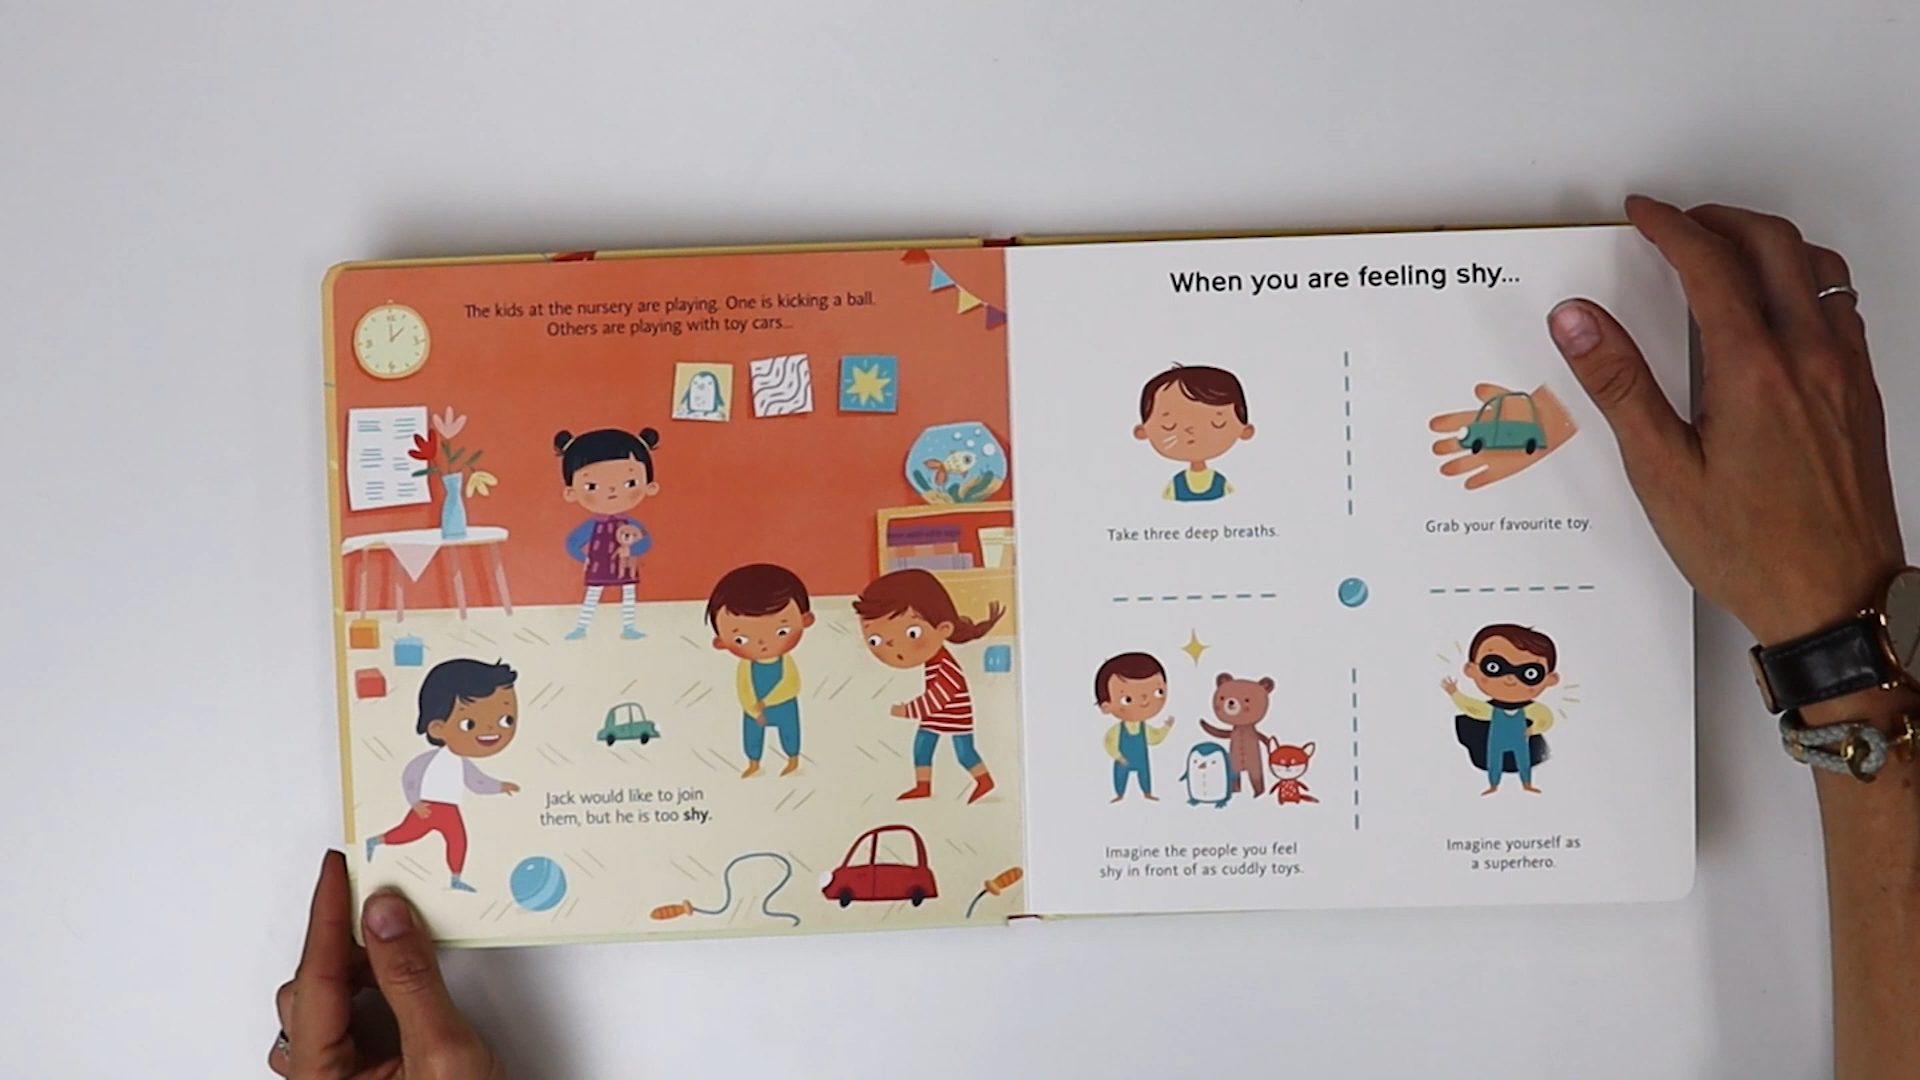 The kids at the nursery are playing. One is kicking a ball.
Others are playing with toy cars...
Jack would like to join
them, but he is too shy.
When you are feeling shy...
Take three deep breaths.
Grab your favourite toy.
Imagine the people you feel
shy in front of as cuddly toys.
Imagine yourself as
a superhero.